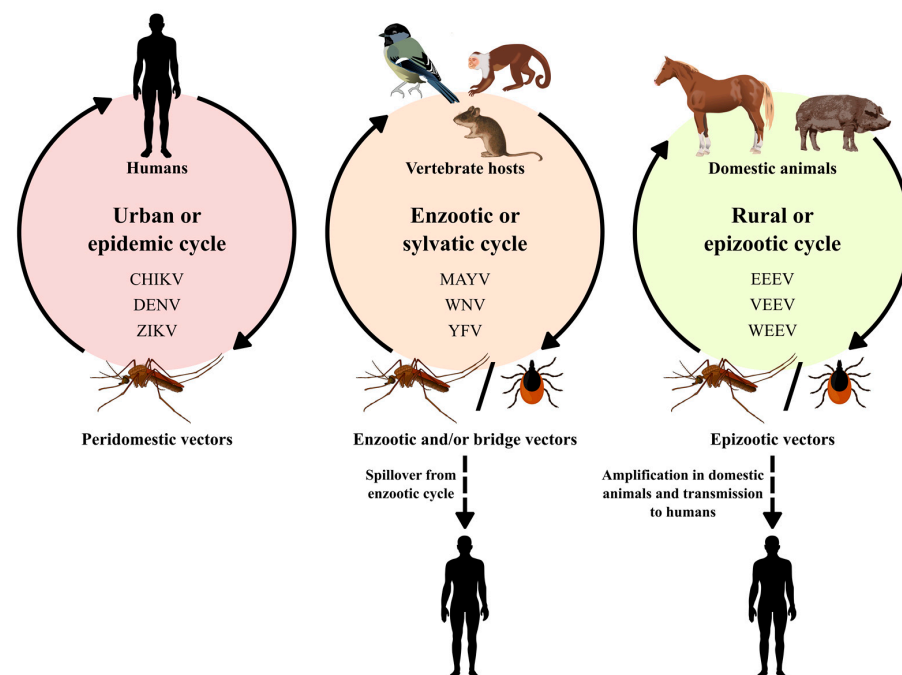 Humans
Urban or
epidemic cycle
CHIKV
DENV
ZIKV
Peridomestic vectors
Vertebrate hosts
Enzootic or
sylvatic cycle
MAYV
WNV
YFV
Enzootic and/or bridge vectors
Spillover from
enzootic cycle
Domestic animals
Rural or
epizootic cycle
EEEV
VEEV
WEEV
Epizootic vectors
Amplification in domestic
animals and transmission
to humans